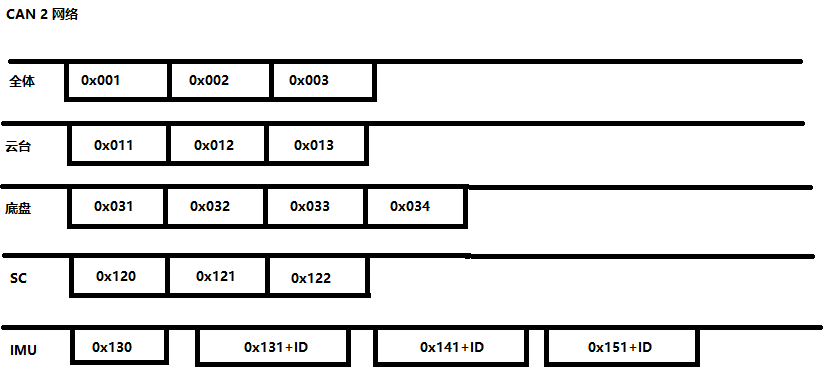 CAN 2 网络
全体 0x001 0x002 0x003
云台 0x011 0x012 0x013
底盘 0x031 0x032 0x033 0x034
SC 0x120 0x121 0x122
IMU 0x130 0x131+ID 0x141+ID 0x151+ID